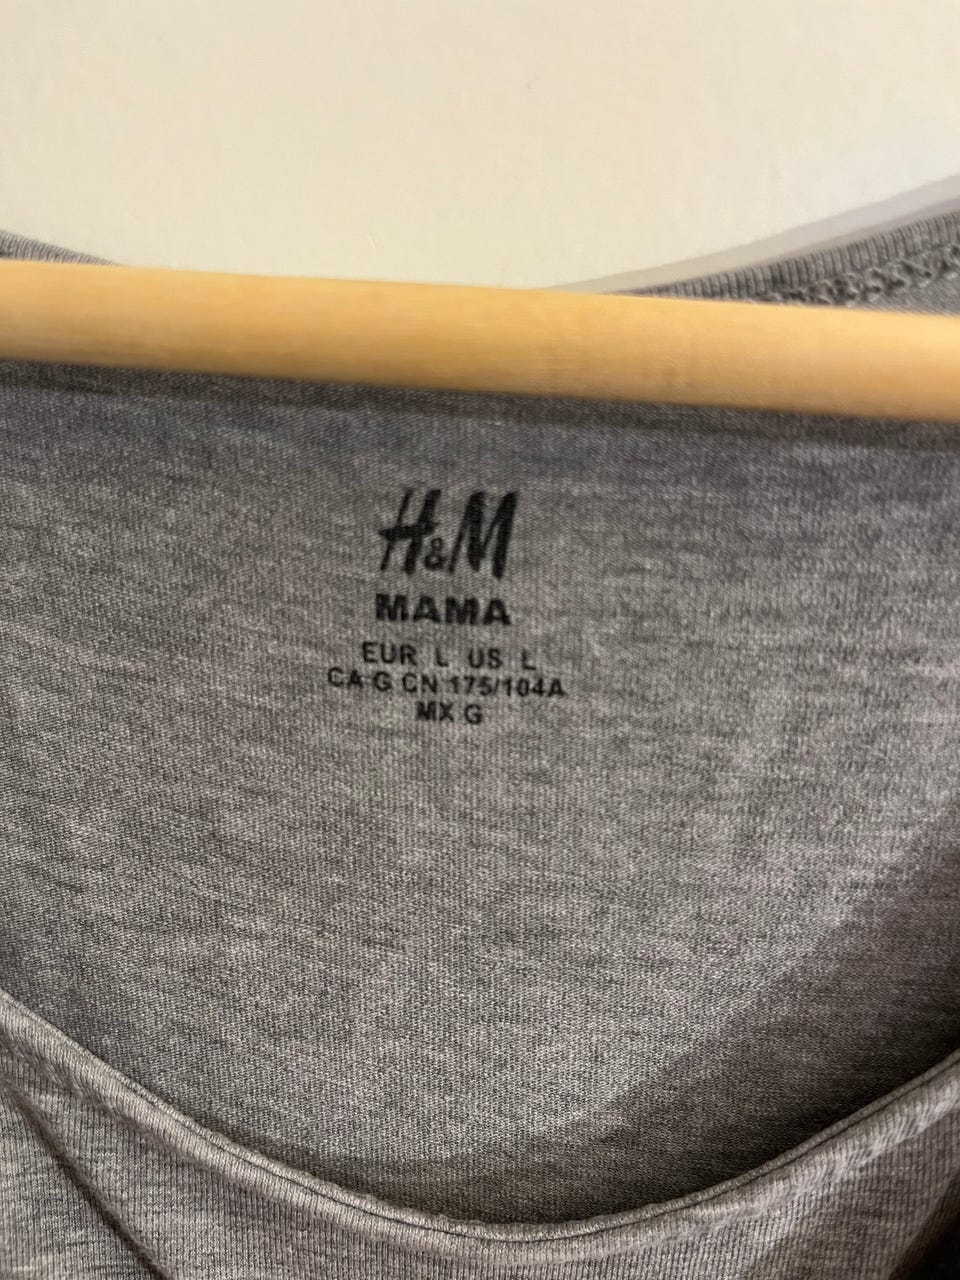 H&M
MAMA
EUR L US L
CA G CN 175/104A
MX G